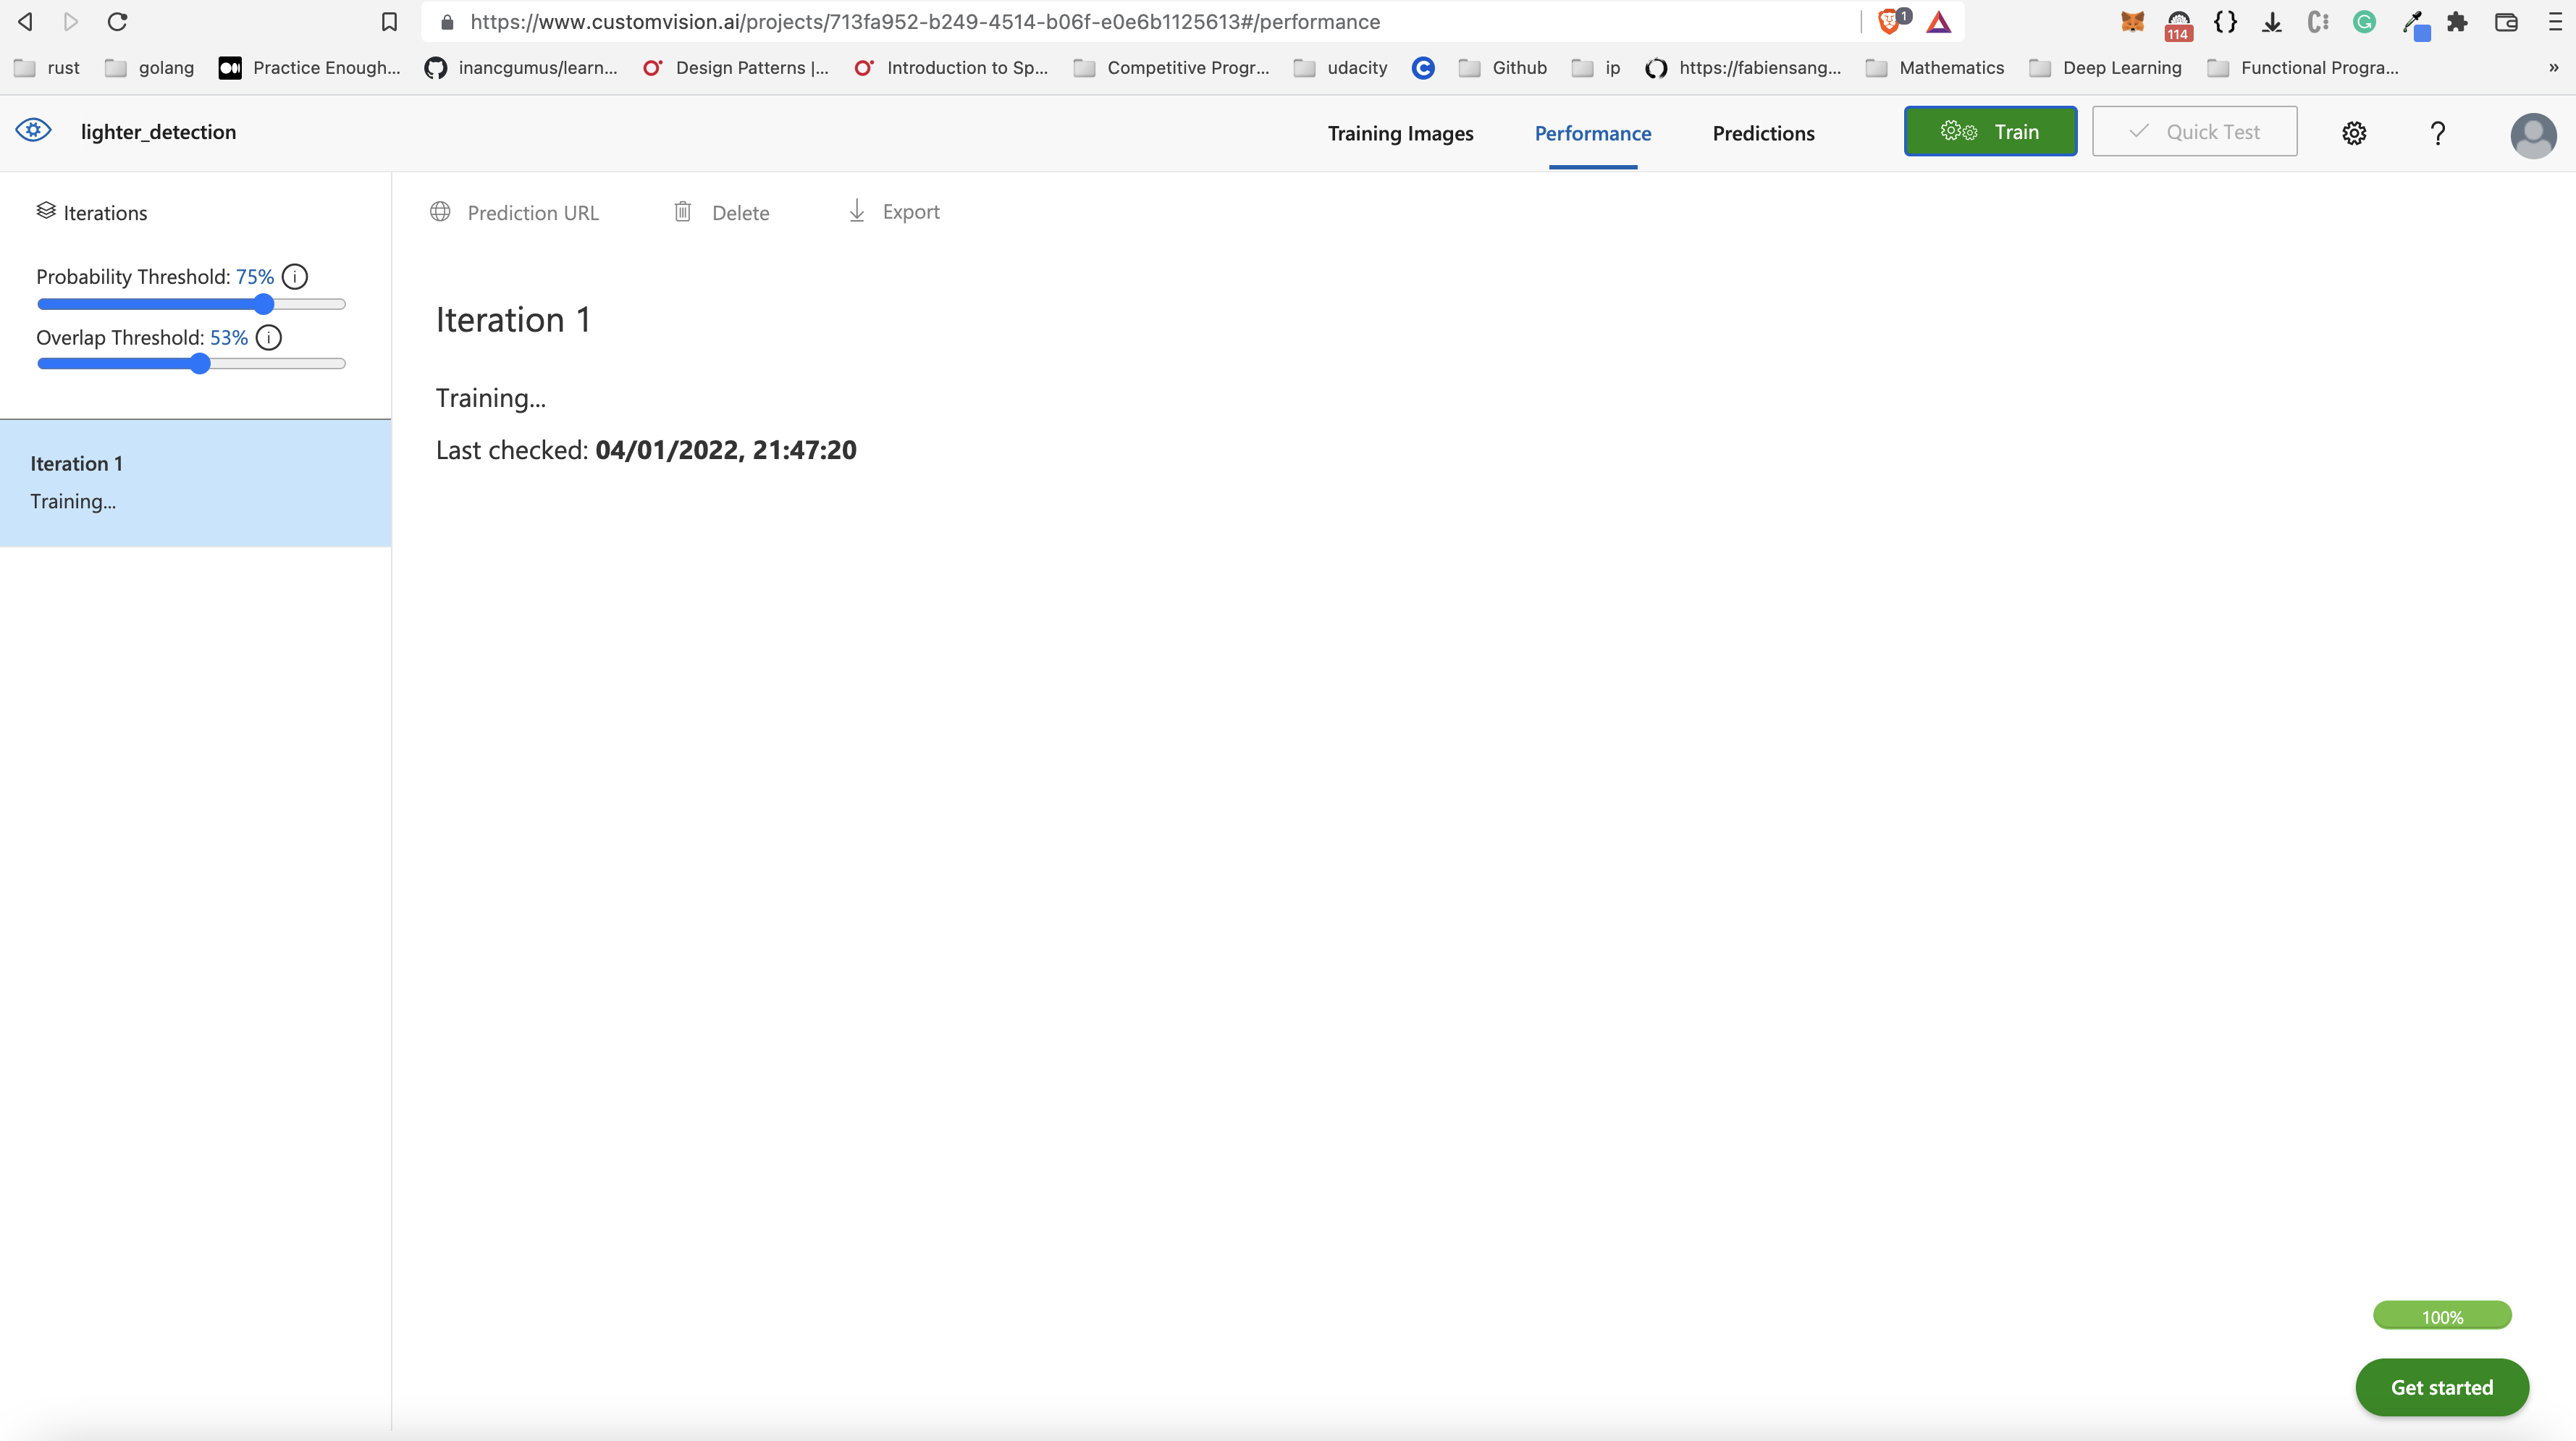 https://www.customvision.ai/projects/713fa952-b249-4514-b06f-e0e6b1125613#/performance
1
114
rust
golang
Practice Enough...
inancgumus/learn...
Design Patterns |...
Introduction to Sp...
Competitive Progr...
udacity
Github
ip
https://fabiensang...
Mathematics
Deep Learning
Functional Progra...
»
lighter_detection
Training Images
Performance
Predictions
Train
Quick Test
?
Iterations
Prediction URL
Delete
Export
Probability Threshold: 75% i
Overlap Threshold: 53% i
Iteration 1
Training...
Iteration 1
Training...
Last checked: 04/01/2022, 21:47:20
100%
Get started